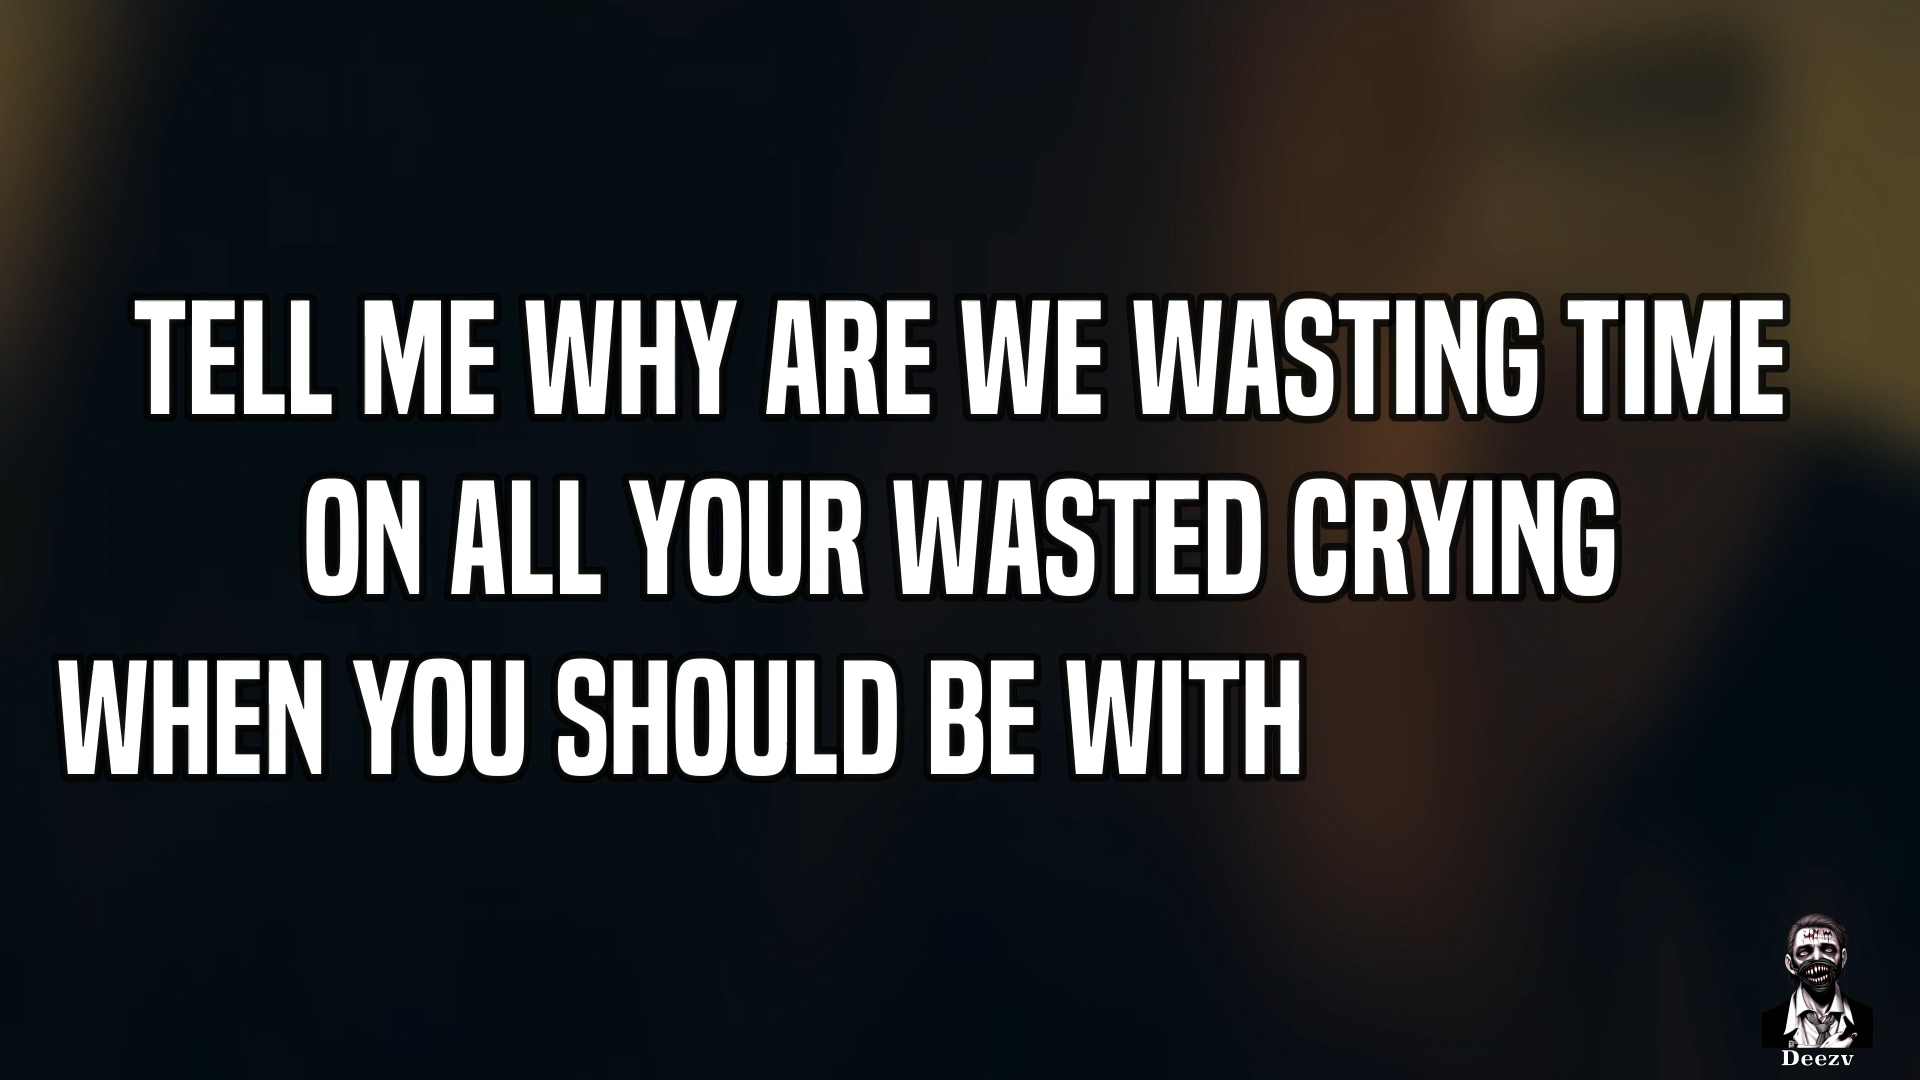 TELL ME WHY ARE WE WASTING TIME
ON ALL YOUR WASTED CRYING
WHEN YOU SHOULD BE WITH
Deezv